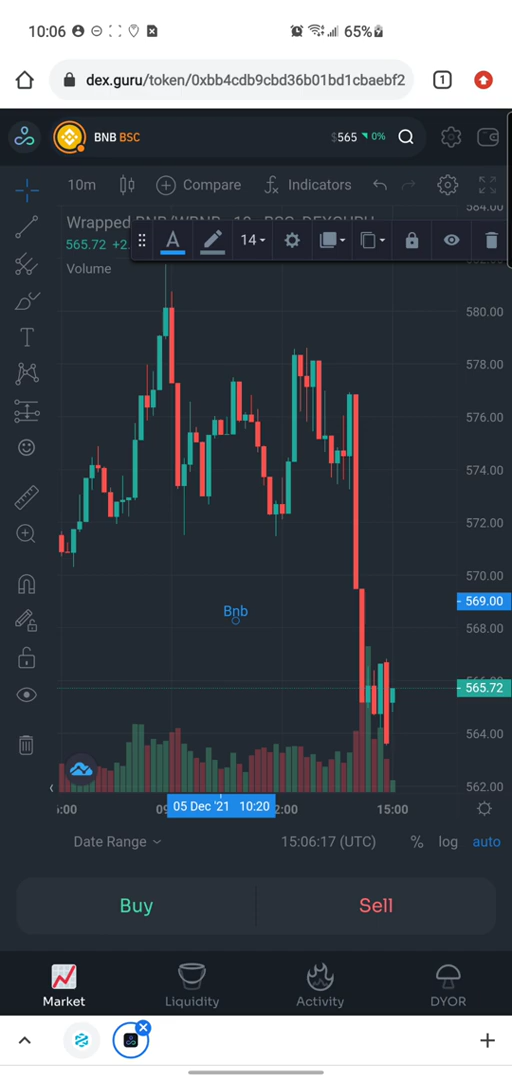 10:06
65%
dex.guru/token/0xbb4cdb9cbd36b01bd1cbaebf2
1
BNB BSC
$565 0%
10m
Compare
Indicators
584.00
Wrapped
565.72 +2.
14
Volume
580.00
578.00
576.00
574.00
572.00
570.00
569.00
Bnb
568.00
565.72
564.00
562.00
05 Dec '21 10:20
15:00
Date Range
15:06:17 (UTC)
%
log
auto
Buy
Sell
Market
Liquidity
Activity
DYOR